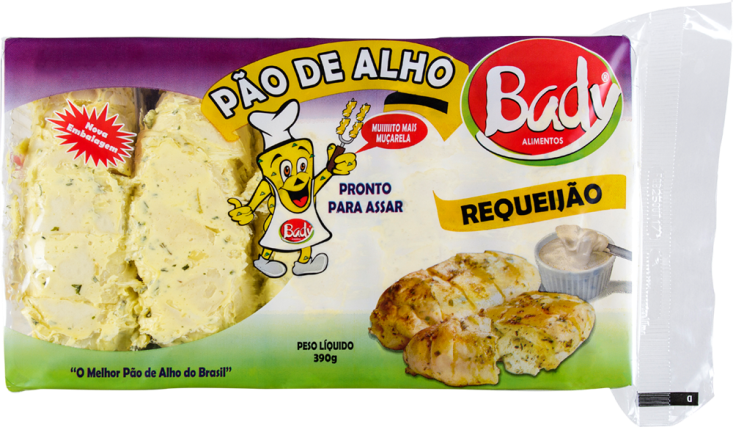 PÃO DE ALHO
Bady®
ALIMENTOS
Nova
Embalagem
MUIIIITO MAIS
MUÇARELA
PRONTO
PARA ASSAR
REQUEIJÃO
Bady
PESO LÍQUIDO
390g
"O Melhor Pão de Alho do Brasil"